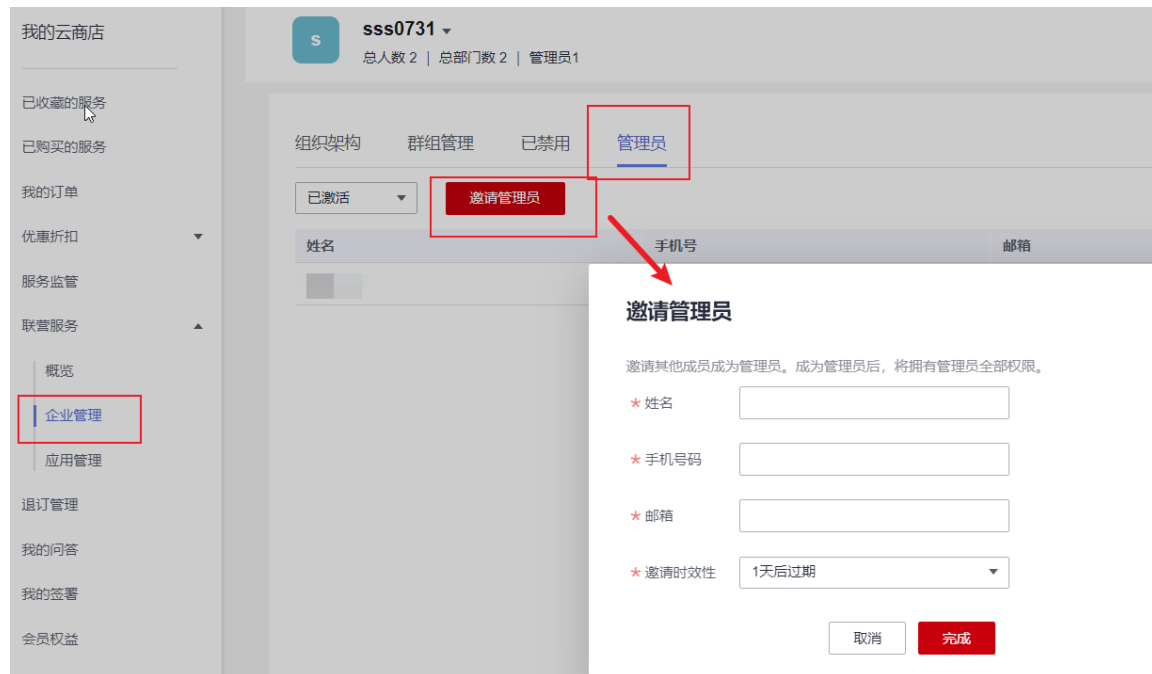 我的云商店
已收藏的服务
已购买的服务
我的订单
优惠折扣
服务监管
联营服务
概览
企业管理
应用管理
退订管理
我的问答
我的签署
会员权益
s
sss0731
总人数 2 | 总部门数 2 | 管理员1
组织架构 群组管理 已禁用 管理员
已激活 邀请管理员
姓名 手机号 邮箱
邀请管理员
邀请其他成员成为管理员。成为管理员后，将拥有管理员全部权限。
* 姓名
* 手机号码
* 邮箱
* 邀请时效性 1天后过期
取消 完成